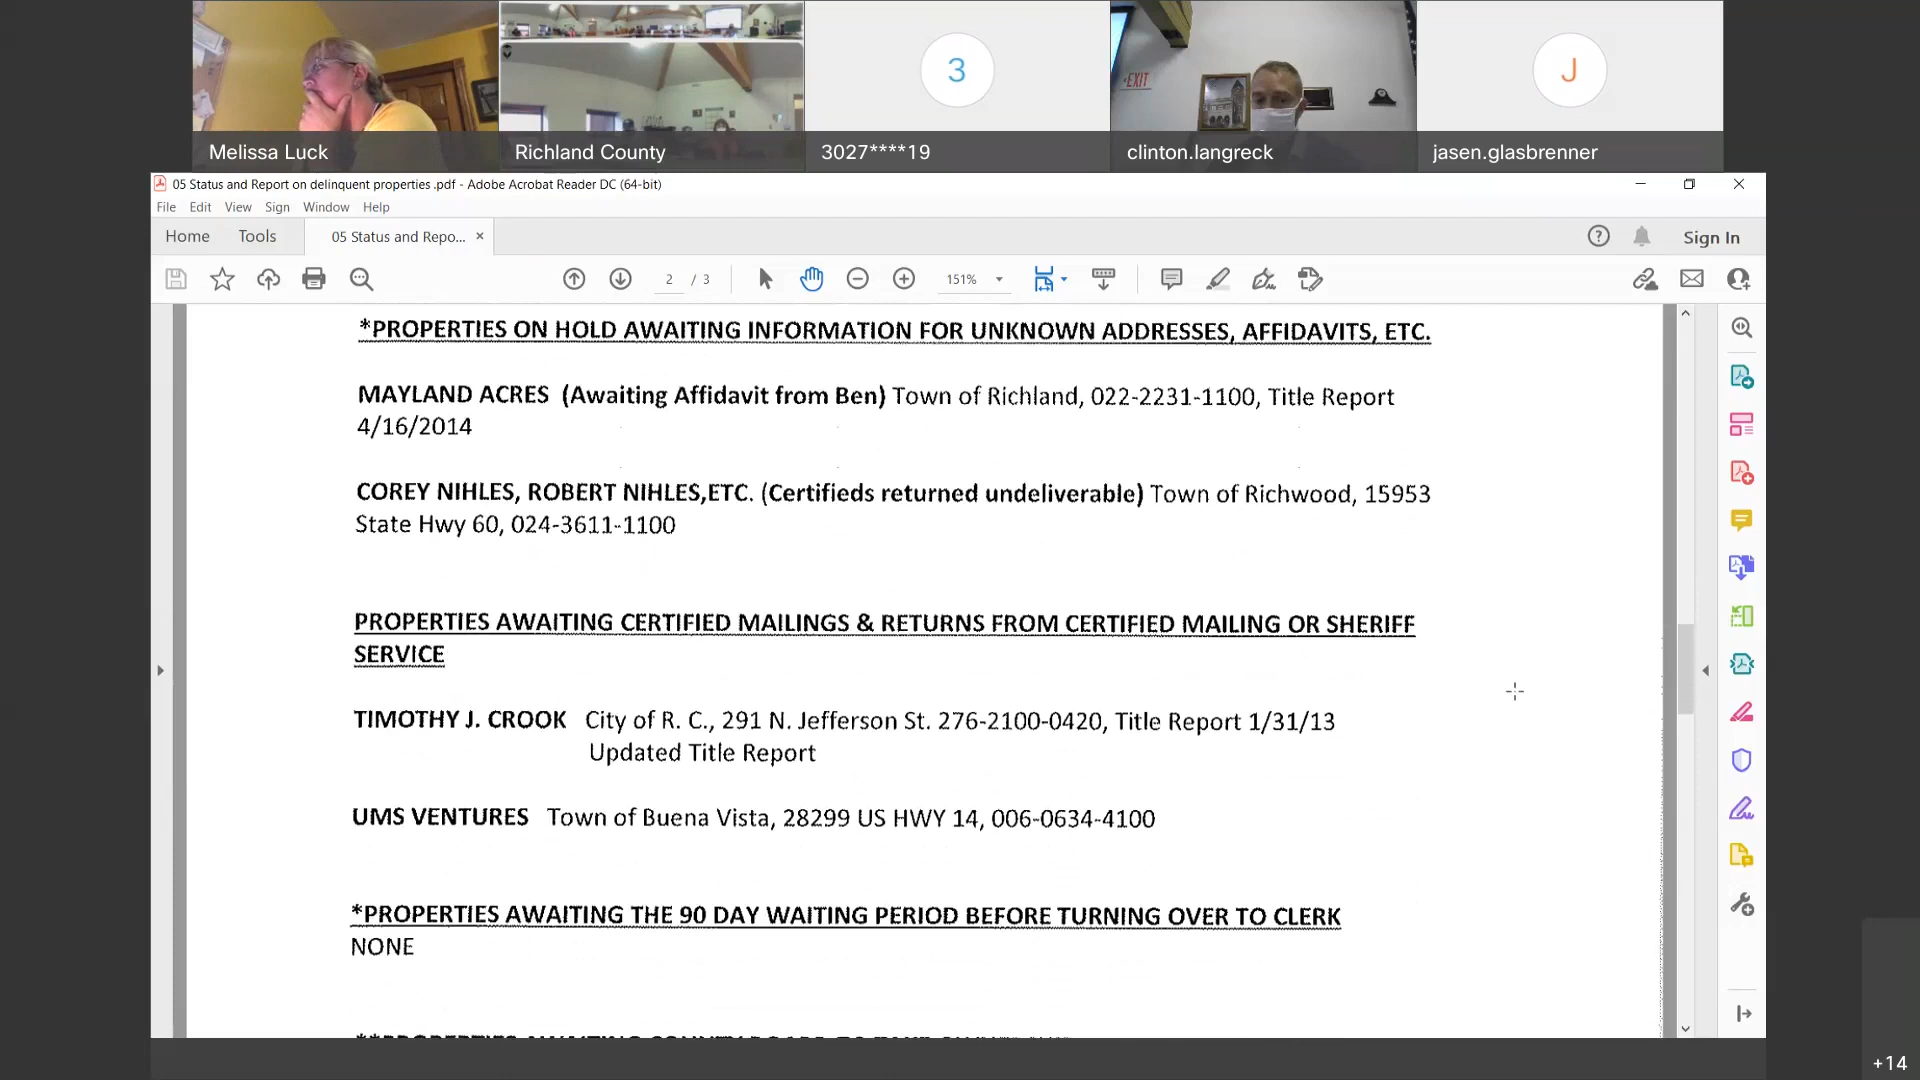 EXIT
3
J
Melissa Luck
Richland County
3027****19
clinton.langreck
jasen.glasbrenner
05 Status and Report on delinquent properties .pdf - Adobe Acrobat Reader DC (64-bit)
File Edit View Sign Window Help
Home Tools 05 Status and Repo... × Sign In
2 / 3 151%
*PROPERTIES ON HOLD AWAITING INFORMATION FOR UNKNOWN ADDRESSES, AFFIDAVITS, ETC.
MAYLAND ACRES (Awaiting Affidavit from Ben) Town of Richland, 022-2231-1100, Title Report
4/16/2014
COREY NIHLES, ROBERT NIHLES,ETC. (Certifieds returned undeliverable) Town of Richwood, 15953
State Hwy 60, 024-3611-1100
PROPERTIES AWAITING CERTIFIED MAILINGS & RETURNS FROM CERTIFIED MAILING OR SHERIFF
SERVICE
TIMOTHY J. CROOK City of R. C., 291 N. Jefferson St. 276-2100-0420, Title Report 1/31/13
Updated Title Report
UMS VENTURES Town of Buena Vista, 28299 US HWY 14, 006-0634-4100
*PROPERTIES AWAITING THE 90 DAY WAITING PERIOD BEFORE TURNING OVER TO CLERK
NONE
+14